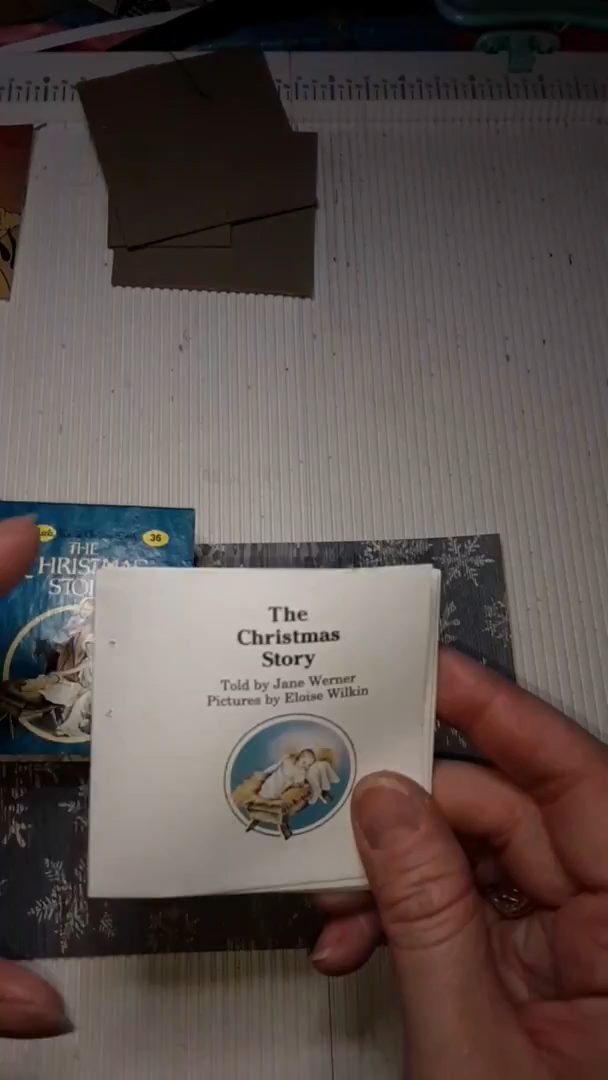 36
THE
CHRISTMAS
The
Christmas
Story
Told by Jane Werner
Pictures by Eloise Wilkin